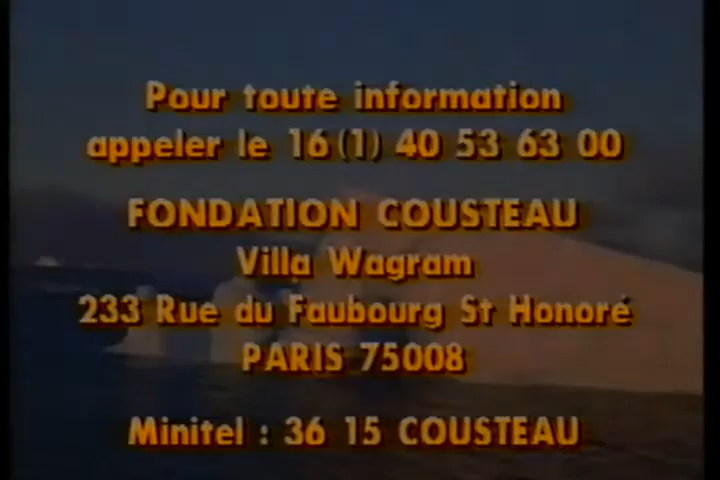 Pour toute information
appeler le 16 (1) 40 53 63 00
FONDATION COUSTEAU
Villa Wagram
233 Rue du Faubourg St Honoré
PARIS 75008
Minitel : 36 15 COUSTEAU